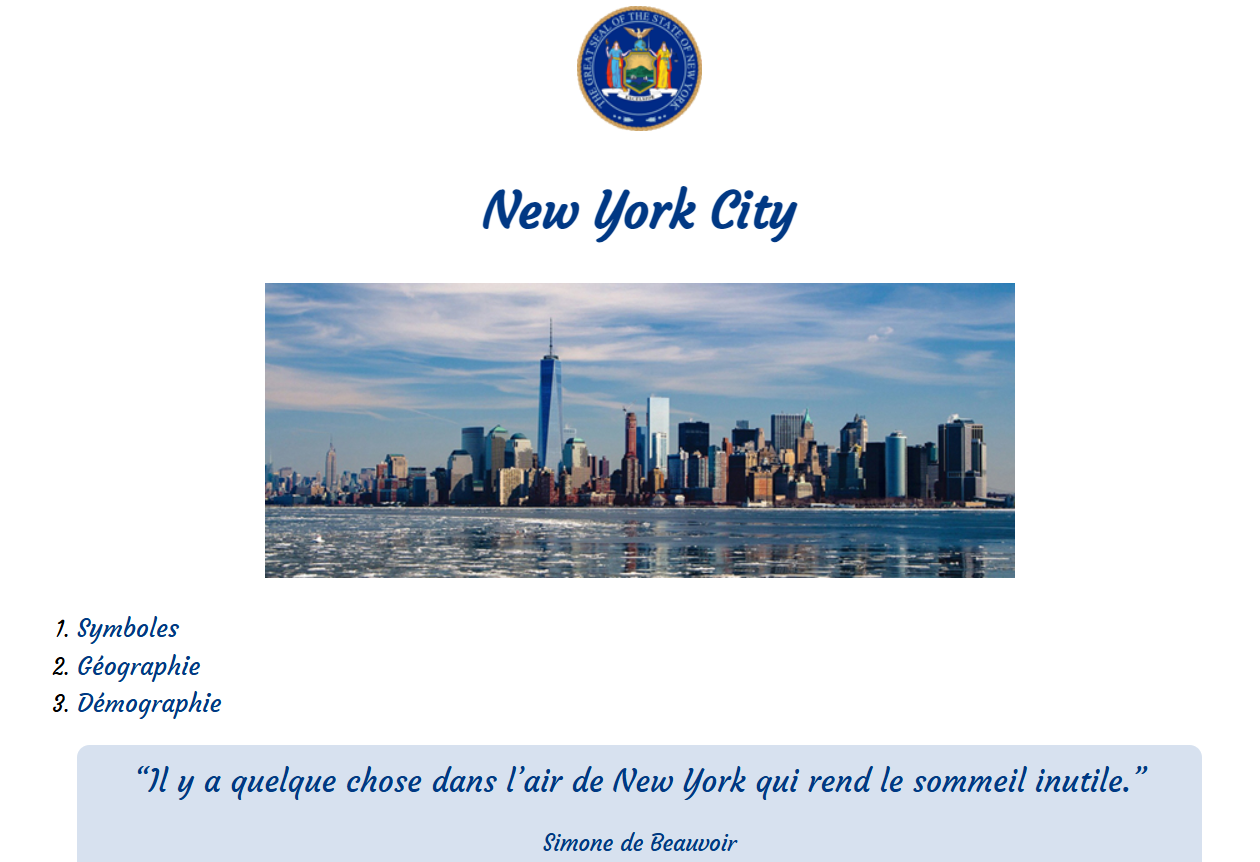 THE GREAT SEAL OF THE STATE OF NEW YORK
EXCELSIOR
New York City
1. Symboles
2. Géographie
3. Démographie
“Il y a quelque chose dans l’air de New York qui rend le sommeil inutile.”
Simone de Beauvoir